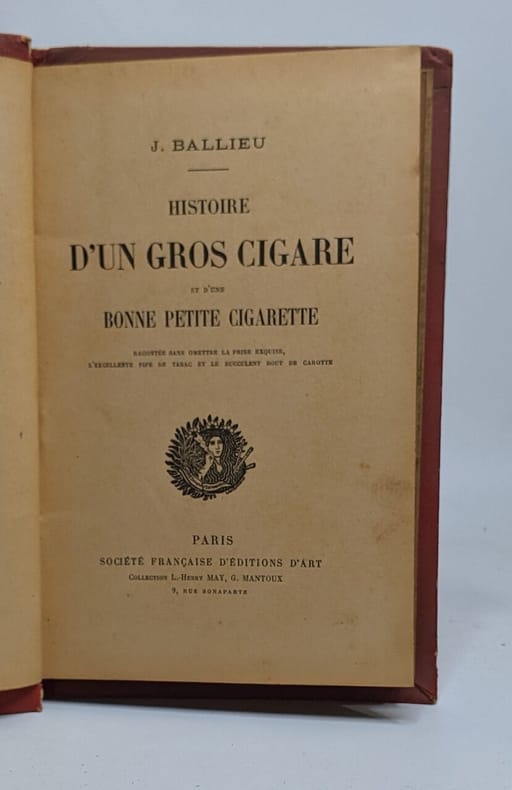 J. BALLIEU
HISTOIRE
D'UN GROS CIGARE
ET D'UNE
BONNE PETITE CIGARETTE
RACONTÉE SANS OMETTRE LA PRISE EXQUISE,
L'EXCELLENTE PIPE DE TABAC ET LE SUCCULENT BOUT DE CAROTTE
PARIS
SOCIÉTÉ FRANÇAISE D'ÉDITIONS D'ART
COLLECTION L.-HENRY MAY, G. MANTOUX
9, RUE BONAPARTE